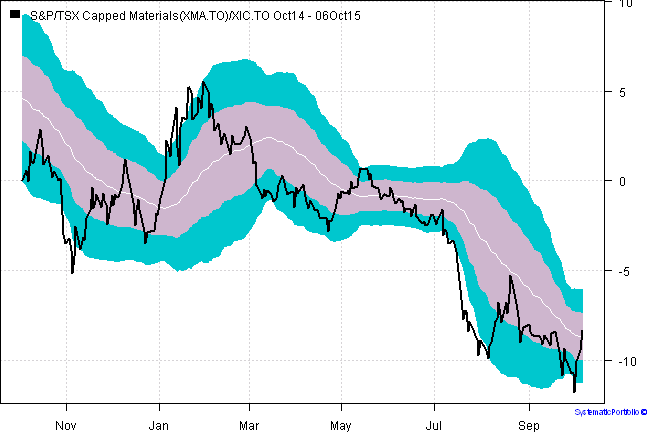 S&P/TSX Capped Materials(XMA.TO)/XIC.TO Oct14 - 06Oct15
10
5
0
-5
-10
Nov Jan Mar May Jul Sep
SystematicPortfolio ©